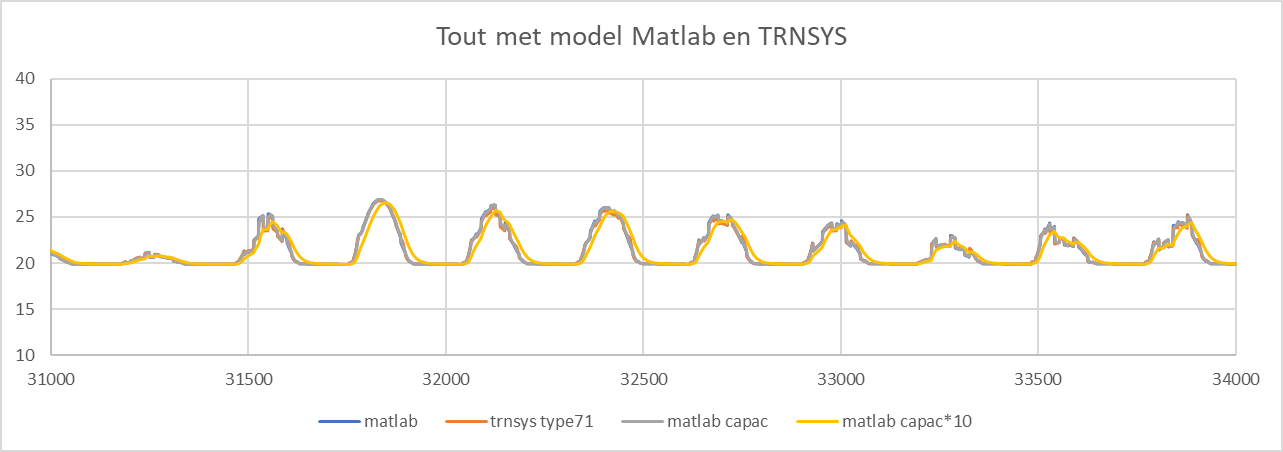 Tout met model Matlab en TRNSYS
40
35
30
25
20
15
10
31000 31500 32000 32500 33000 33500 34000
matlab trnsys type71 matlab capac matlab capac*10